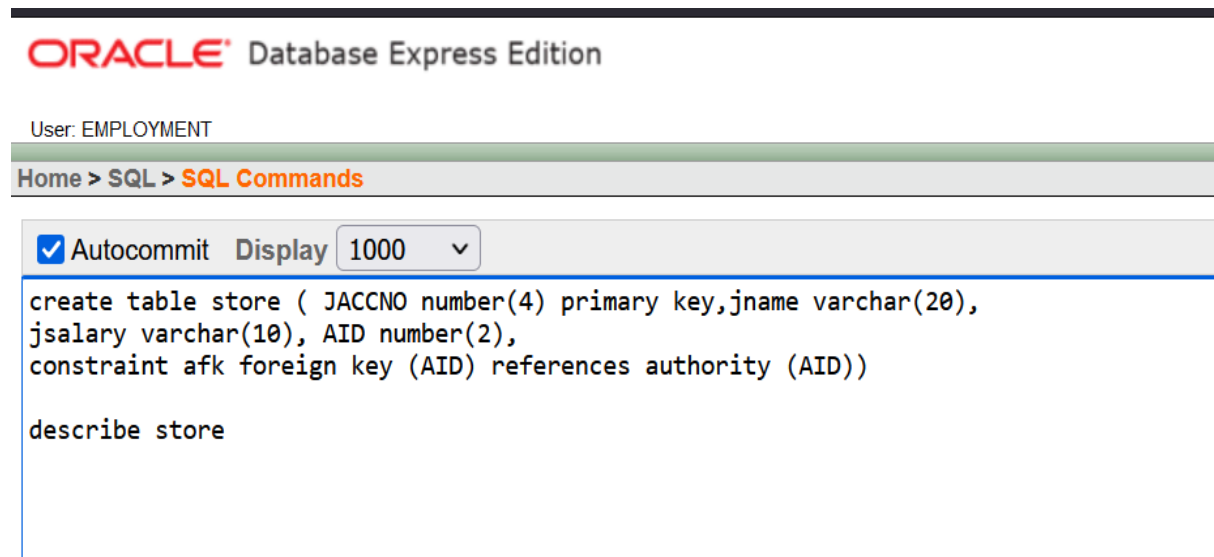 ORACLE Database Express Edition
User: EMPLOYMENT
Home > SQL > SQL Commands
Autocommit Display 1000
create table store ( JACCNO number(4) primary key,jname varchar(20),
jsalary varchar(10), AID number(2),
constraint afk foreign key (AID) references authority (AID))
describe store